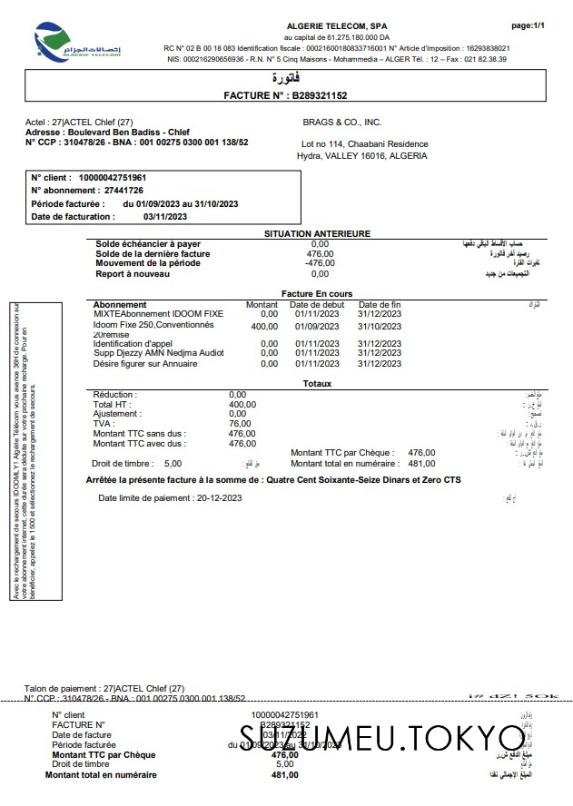 اتصالات الجزائر
ALGERIE TELECOM
ALGERIE TELECOM, SPA
page:1/1
au capital de 61.275.180.000 DA
RC N° 02 B 00 18 083 Identification fiscale : 000216001808337​16001 N° Article d'Imposition : 16293838021
NIS: 000216290656936 - R.N. N° 5 Cinq Maisons - Mohammedia – ALGER Tél. : 12 – Fax : 021 82.38.39
فاتورة
FACTURE N° : B289321152
Actel : 27|ACTEL Chlef (27)
Adresse : Boulevard Ben Badiss - Chlef
N° CCP : 310478/26 - BNA : 001 00275 0300 001 138/52
BRAGS & CO., INC.
Lot no 114, Chaabani Residence
Hydra, VALLEY 16016, ALGERIA
N° client : 10000042751961
N° abonnement : 27441726
Période facturée : du 01/09/2023 au 31/10/2023
Date de facturation : 03/11/2023
SITUATION ANTERIEURE
Solde échéancier à payer 0,00 حساب الأقساط الباقي دفعها
Solde de la dernière facture 476,00 رصيد آخر فاتورة
Mouvement de la période -476,00 تغيرات الفترة
Report à nouveau 0,00 التجميعات من جديد
Facture En cours
Abonnement Montant Date de debut Date de fin
MIXTEAbonnement IDOOM FIXE 0,00 01/11/2023 31/12/2023
Idoom Fixe 250,Conventionnés 400,00 01/09/2023 31/10/2023
20remise
Identification d'appel 0,00 01/11/2023 31/12/2023
Supp Djezzy AMN Nedjma Audiot 0,00 01/11/2023 31/12/2023
Désire figurer sur Annuaire 0,00 01/11/2023 31/12/2023
Totaux
Réduction : 0,00
Total HT : 400,00
Ajustement : 0,00
TVA : 76,00
Montant TTC sans dus : 476,00
Montant TTC avec dus : 476,00
Montant TTC par Chèque : 476,00
Droit de timbre : 5,00 Montant total en numéraire : 481,00
Arrêtée la présente facture à la somme de : Quatre Cent Soixante-Seize Dinars et Zero CTS
Date limite de paiement : 20-12-2023
Avec le rechargement de secours IDOOMLY! Algérie Télécom vous avance 36H de connexion sur
votre abonnement internet, cette durée sera déduite sur votre prochaine recharge. Pour en
bénéficier, appelez le 1500 et sélectionnez le rechargement de secours.
Talon de paiement : 27|ACTEL Chlef (27)
N° CCP : 310478/26 - BNA : 001 00275 0300 001 138/52
N° client 10000042751961
FACTURE N° B289321152
Date de facture 03/11/2022
Période facturée du 01/09/2023 au 31/10/2023
Montant TTC par Chèque 476,00
Droit de timbre 5,00
Montant total en numéraire 481,00 المبلغ الإجمالي نقدا
SUZUMEU.TOKYO